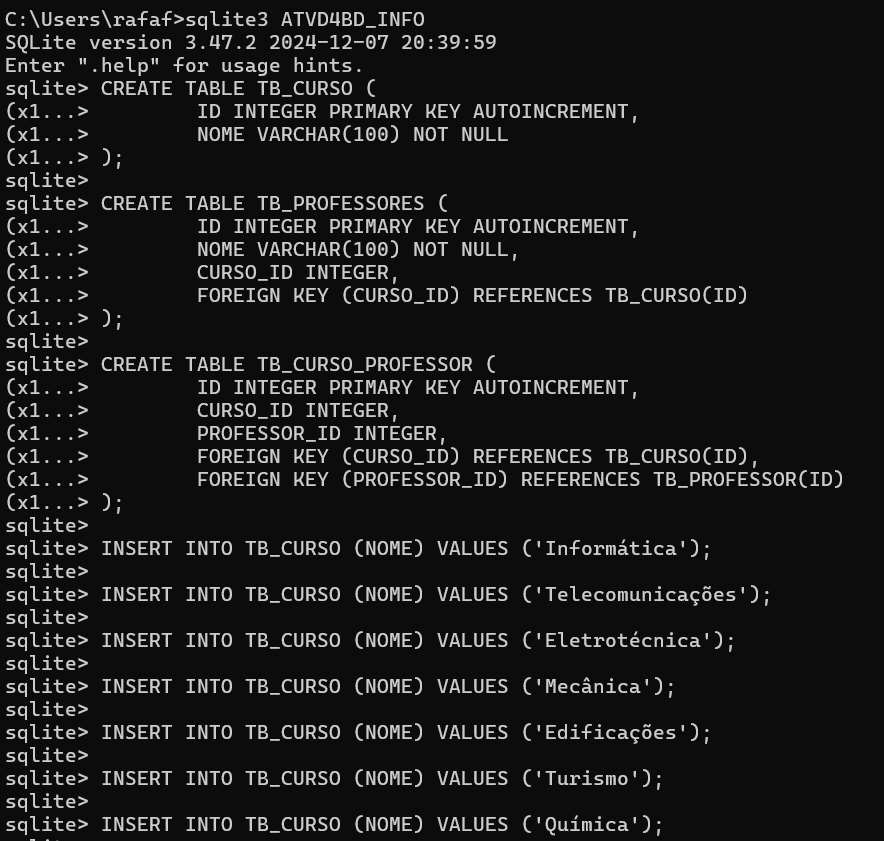 C:\Users\rafaf>sqlite3 ATVD4BD_INFO
SQLite version 3.47.2 2024-12-07 20:39:59
Enter ".help" for usage hints.
sqlite> CREATE TABLE TB_CURSO (
(x1...>         ID INTEGER PRIMARY KEY AUTOINCREMENT,
(x1...>         NOME VARCHAR(100) NOT NULL
(x1...> );
sqlite>
sqlite> CREATE TABLE TB_PROFESSORES (
(x1...>         ID INTEGER PRIMARY KEY AUTOINCREMENT,
(x1...>         NOME VARCHAR(100) NOT NULL,
(x1...>         CURSO_ID INTEGER,
(x1...>         FOREIGN KEY (CURSO_ID) REFERENCES TB_CURSO(ID)
(x1...> );
sqlite>
sqlite> CREATE TABLE TB_CURSO_PROFESSOR (
(x1...>         ID INTEGER PRIMARY KEY AUTOINCREMENT,
(x1...>         CURSO_ID INTEGER,
(x1...>         PROFESSOR_ID INTEGER,
(x1...>         FOREIGN KEY (CURSO_ID) REFERENCES TB_CURSO(ID),
(x1...>         FOREIGN KEY (PROFESSOR_ID) REFERENCES TB_PROFESSOR(ID)
(x1...> );
sqlite>
sqlite> INSERT INTO TB_CURSO (NOME) VALUES ('Informática');
sqlite>
sqlite> INSERT INTO TB_CURSO (NOME) VALUES ('Telecomunicações');
sqlite>
sqlite> INSERT INTO TB_CURSO (NOME) VALUES ('Eletrotécnica');
sqlite>
sqlite> INSERT INTO TB_CURSO (NOME) VALUES ('Mecânica');
sqlite>
sqlite> INSERT INTO TB_CURSO (NOME) VALUES ('Edificações');
sqlite>
sqlite> INSERT INTO TB_CURSO (NOME) VALUES ('Turismo');
sqlite>
sqlite> INSERT INTO TB_CURSO (NOME) VALUES ('Química');